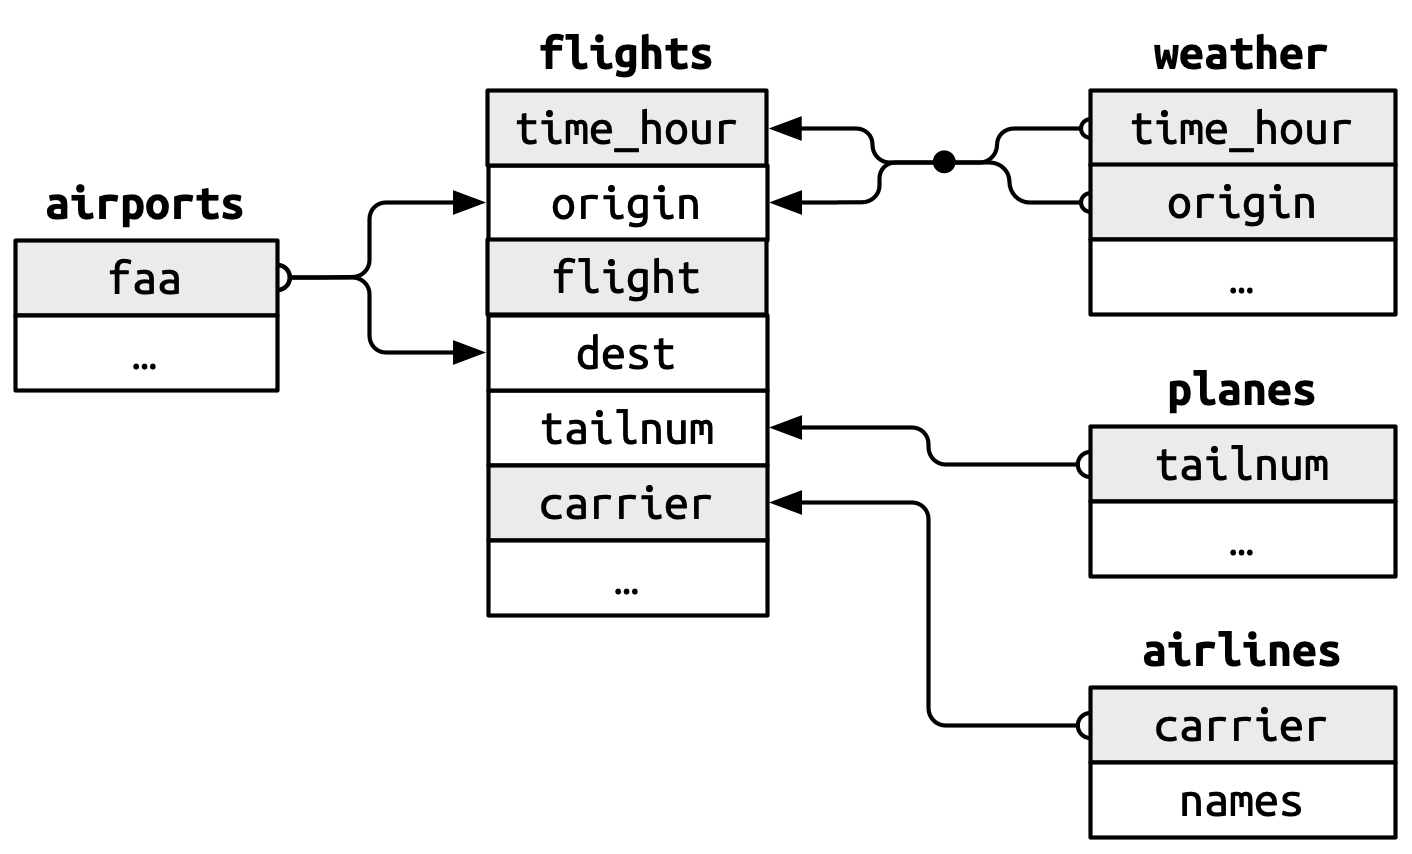 airports
faa
…
flights
time_hour
origin
flight
dest
tailnum
carrier
…
weather
time_hour
origin
…
planes
tailnum
…
airlines
carrier
names